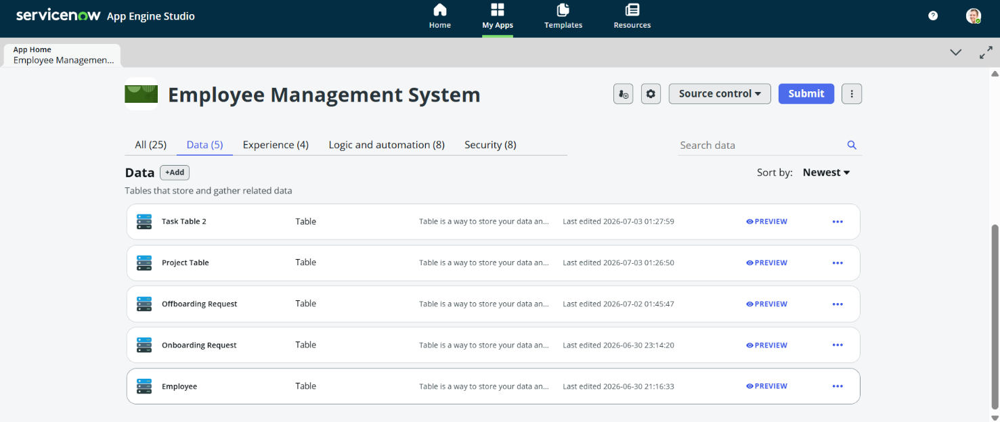 servicenow App Engine Studio
Home
My Apps
Templates
Resources
?
App Home
Employee Managemen...
Employee Management System
Source control
Submit
All (25)
Data (5)
Experience (4)
Logic and automation (8)
Security (8)
Search data
Data
+Add
Sort by: Newest
Tables that store and gather related data
Task Table 2 Table Table is a way to store your data an... Last edited 2026-07-03 01:27:59 PREVIEW
Project Table Table Table is a way to store your data an... Last edited 2026-07-03 01:26:50 PREVIEW
Offboarding Request Table Table is a way to store your data an... Last edited 2026-07-02 01:45:47 PREVIEW
Onboarding Request Table Table is a way to store your data an... Last edited 2026-06-30 23:14:20 PREVIEW
Employee Table Table is a way to store your data an... Last edited 2026-06-30 21:16:33 PREVIEW